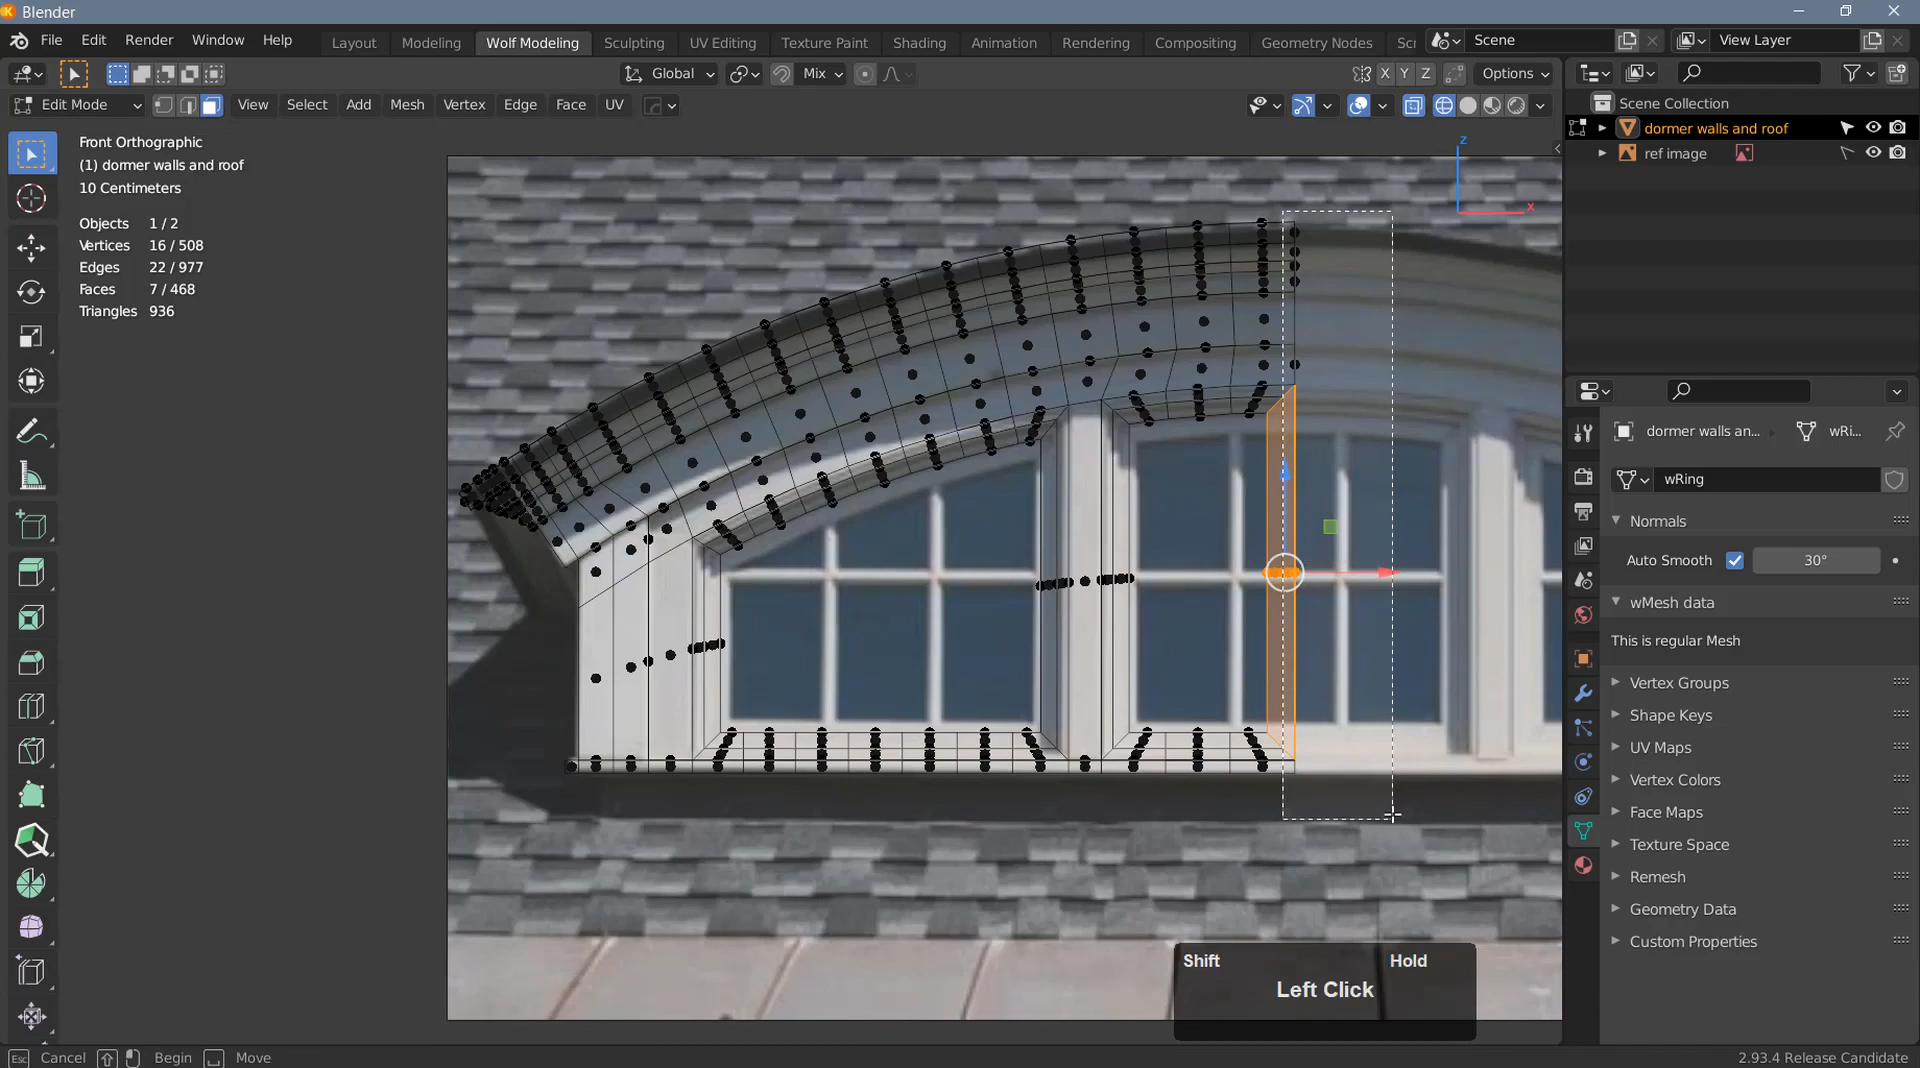 Blender
File Edit Render Window Help
Layout Modeling Wolf Modeling Sculpting UV Editing Texture Paint Shading Animation Rendering Compositing Geometry Nodes Sc
Scene
View Layer
Global
Mix
X Y Z
Options
Edit Mode
View Select Add Mesh Vertex Edge Face UV
Front Orthographic
(1) dormer walls and roof
10 Centimeters
Objects 1 / 2
Vertices 16 / 508
Edges 22 / 977
Faces 7 / 468
Triangles 936
z
x
Scene Collection
dormer walls and roof
ref image
dormer walls an...
wRi...
wRing
Normals
Auto Smooth
30°
wMesh data
This is regular Mesh
Vertex Groups
Shape Keys
UV Maps
Vertex Colors
Face Maps
Texture Space
Remesh
Geometry Data
Custom Properties
Shift
Hold
Left Click
Esc Cancel
Begin
Move
2.93.4 Release Candidate